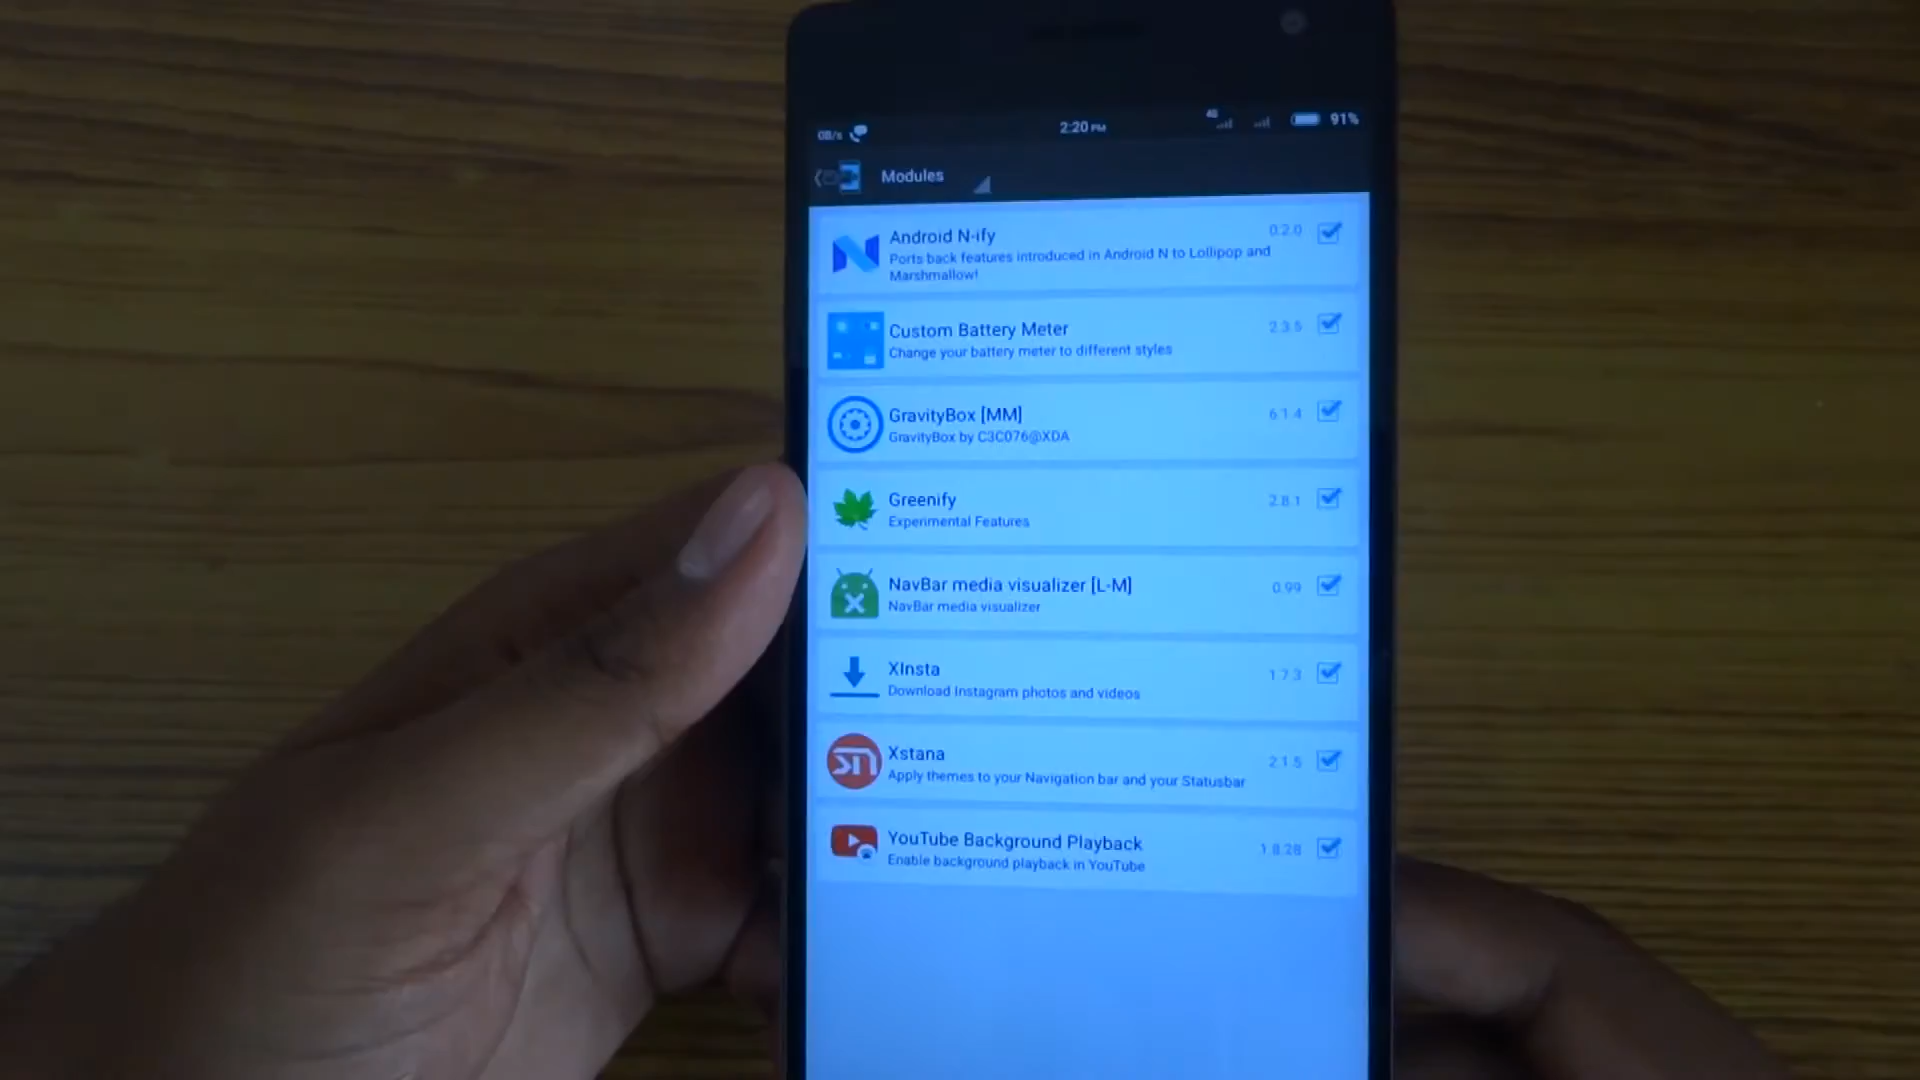 0B/s 2:20 PM 4G 91%
Modules
Android N-ify 0.2.0
Ports back features introduced in Android N to Lollipop and
Marshmallow!
Custom Battery Meter 2.3.5
Change your battery meter to different styles
GravityBox [MM] 6.1.4
GravityBox by C3C076@XDA
Greenify 2.8.1
Experimental Features
NavBar media visualizer [L-M] 0.99
NavBar media visualizer
XInsta 1.7.3
Download Instagram photos and videos
Xstana 2.1.5
Apply themes to your Navigation bar and your Statusbar
YouTube Background Playback 1.8.28
Enable background playback in YouTube